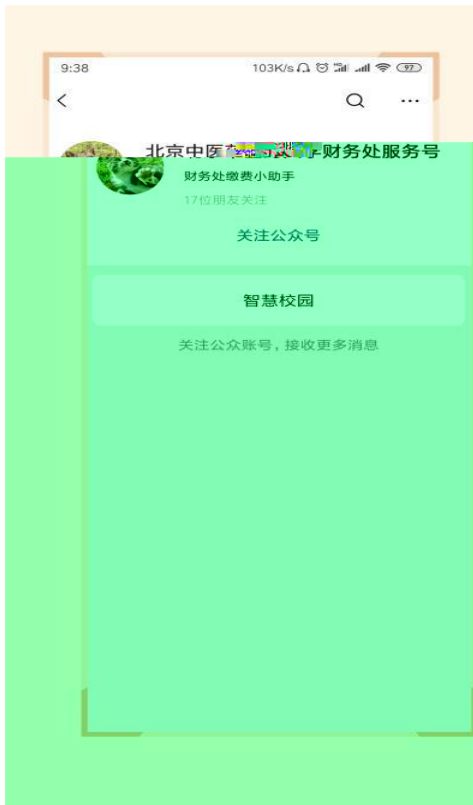 9:38 103K/s 97
北京中医 财务处服务号
财务处缴费小助手
17位朋友关注
关注公众号
智慧校园
关注公众账号，接收更多消息